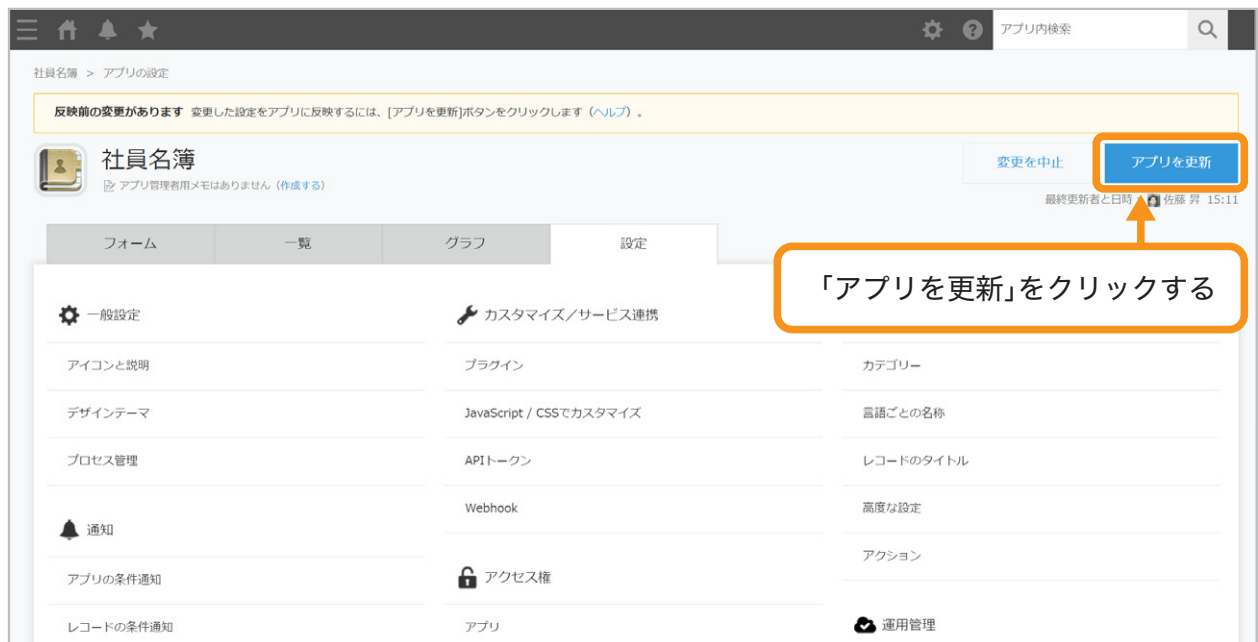 アプリ内検索
社員名簿 > アプリの設定
反映前の変更があります 変更した設定をアプリに反映するには、[アプリを更新]ボタンをクリックします（ヘルプ）。
社員名簿
アプリ管理者用メモはありません（作成する）
変更を中止
アプリを更新
最終更新者と日時
佐藤 昇 15:11
フォーム
一覧
グラフ
設定
「アプリを更新」をクリックする
一般設定
アイコンと説明
デザインテーマ
プロセス管理
通知
アプリの条件通知
レコードの条件通知
カスタマイズ／サービス連携
プラグイン
JavaScript / CSSでカスタマイズ
APIトークン
Webhook
アクセス権
アプリ
カテゴリー
言語ごとの名称
レコードのタイトル
高度な設定
アクション
運用管理